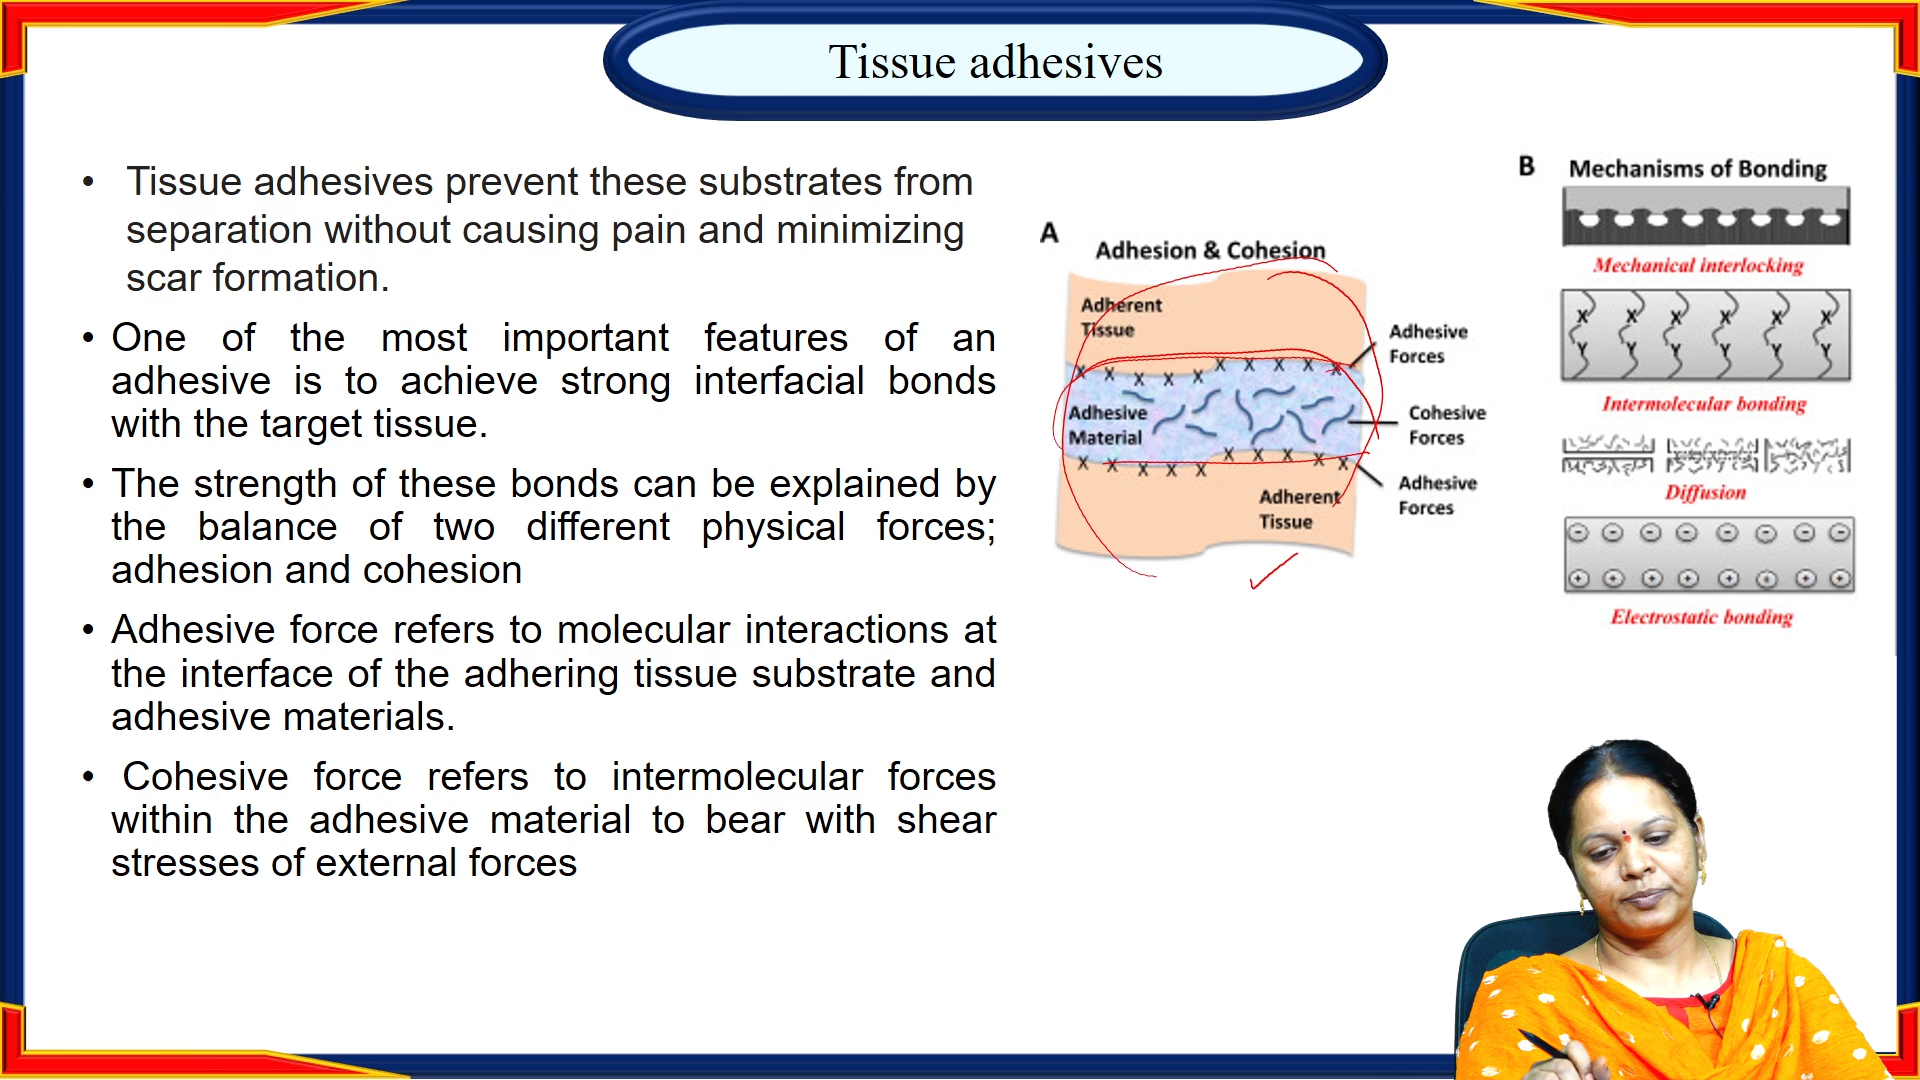 Tissue adhesives
• Tissue adhesives prevent these substrates from
separation without causing pain and minimizing
scar formation.
• One of the most important features of an
adhesive is to achieve strong interfacial bonds
with the target tissue.
• The strength of these bonds can be explained by
the balance of two different physical forces;
adhesion and cohesion
• Adhesive force refers to molecular interactions at
the interface of the adhering tissue substrate and
adhesive materials.
• Cohesive force refers to intermolecular forces
within the adhesive material to bear with shear
stresses of external forces
A
Adhesion & Cohesion
Adherent
Tissue
X X X X X X X X X X
Adhesive
Forces
Adhesive
Material
Cohesive
Forces
X X X X X X X X X X
Adhesive
Forces
Adherent
Tissue
B Mechanisms of Bonding
Mechanical interlocking
X X X X X X
Y Y Y Y Y Y
Intermolecular bonding
Diffusion
- - - - - - - -
+ + + + + + + +
Electrostatic bonding